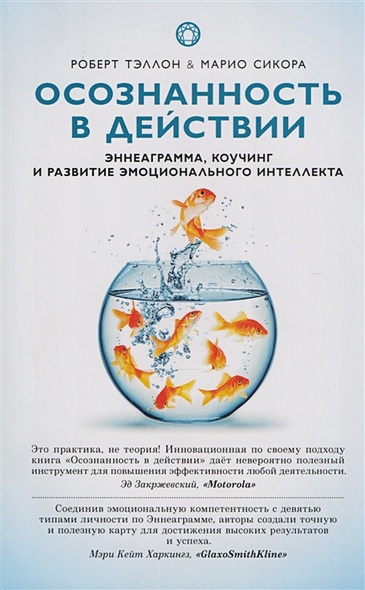 РОБЕРТ ТЭЛЛОН & МАРИО СИКОРА
ОСОЗНАННОСТЬ
В ДЕЙСТВИИ
ЭННЕАГРАММА, КОУЧИНГ
И РАЗВИТИЕ ЭМОЦИОНАЛЬНОГО ИНТЕЛЛЕКТА
Это практика, не теория! Инновационная по своему подходу
книга «Осознанность в действии» даёт невероятно полезный
инструмент для повышения эффективности любой деятельности.
Эд Закржевский, «Motorola»
Соединив эмоциональную компетентность с девятью
типами личности по Эннеаграмме, авторы создали точную
и полезную карту для достижения высоких результатов
и успеха.
Мэри Кейт Харкингз, «GlaxoSmithKline»